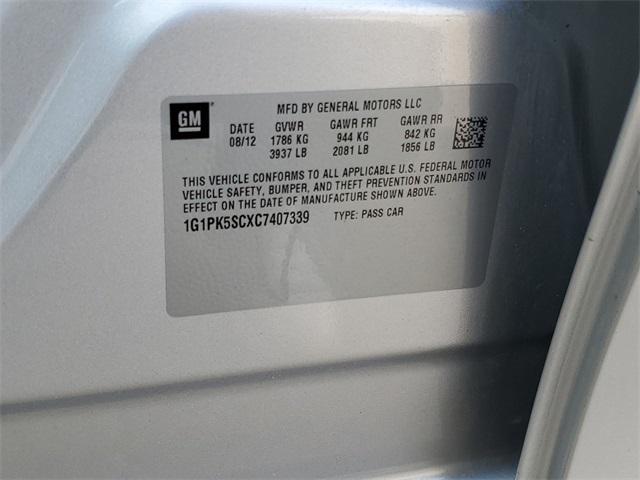 GM
MFD BY GENERAL MOTORS LLC
DATE GVWR GAWR FRT GAWR RR
08/12 1786 KG 944 KG 842 KG
3937 LB 2081 LB 1856 LB
THIS VEHICLE CONFORMS TO ALL APPLICABLE U.S. FEDERAL MOTOR
VEHICLE SAFETY, BUMPER, AND THEFT PREVENTION STANDARDS IN
EFFECT ON THE DATE OF MANUFACTURE SHOWN ABOVE.
1G1PK5SCXC7407339 TYPE: PASS CAR